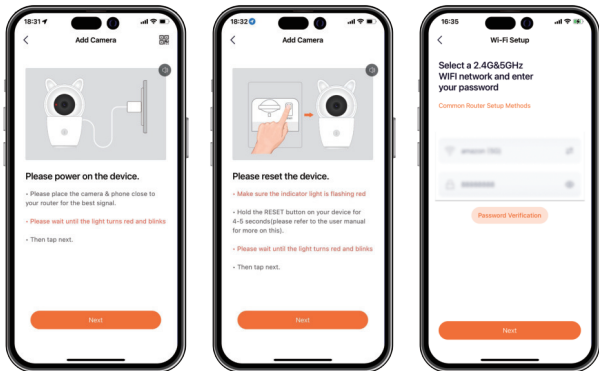 18:31
Add Camera
Please power on the device.
- Please place the camera & phone close to
your router for the best signal.
- Please wait until the light turns red and blinks
- Then tap next.
Next
18:32
Add Camera
Please reset the device.
- Make sure the indicator light is flashing red
- Hold the RESET button on your device for
4-5 seconds(please refer to the user manual
for more on this).
- Please wait until the light turns red and blinks
- Then tap next.
Next
16:35
Wi-Fi Setup
Select a 2.4G&5GHz
WIFI network and enter
your password
Common Router Setup Methods
Password Verification
Next